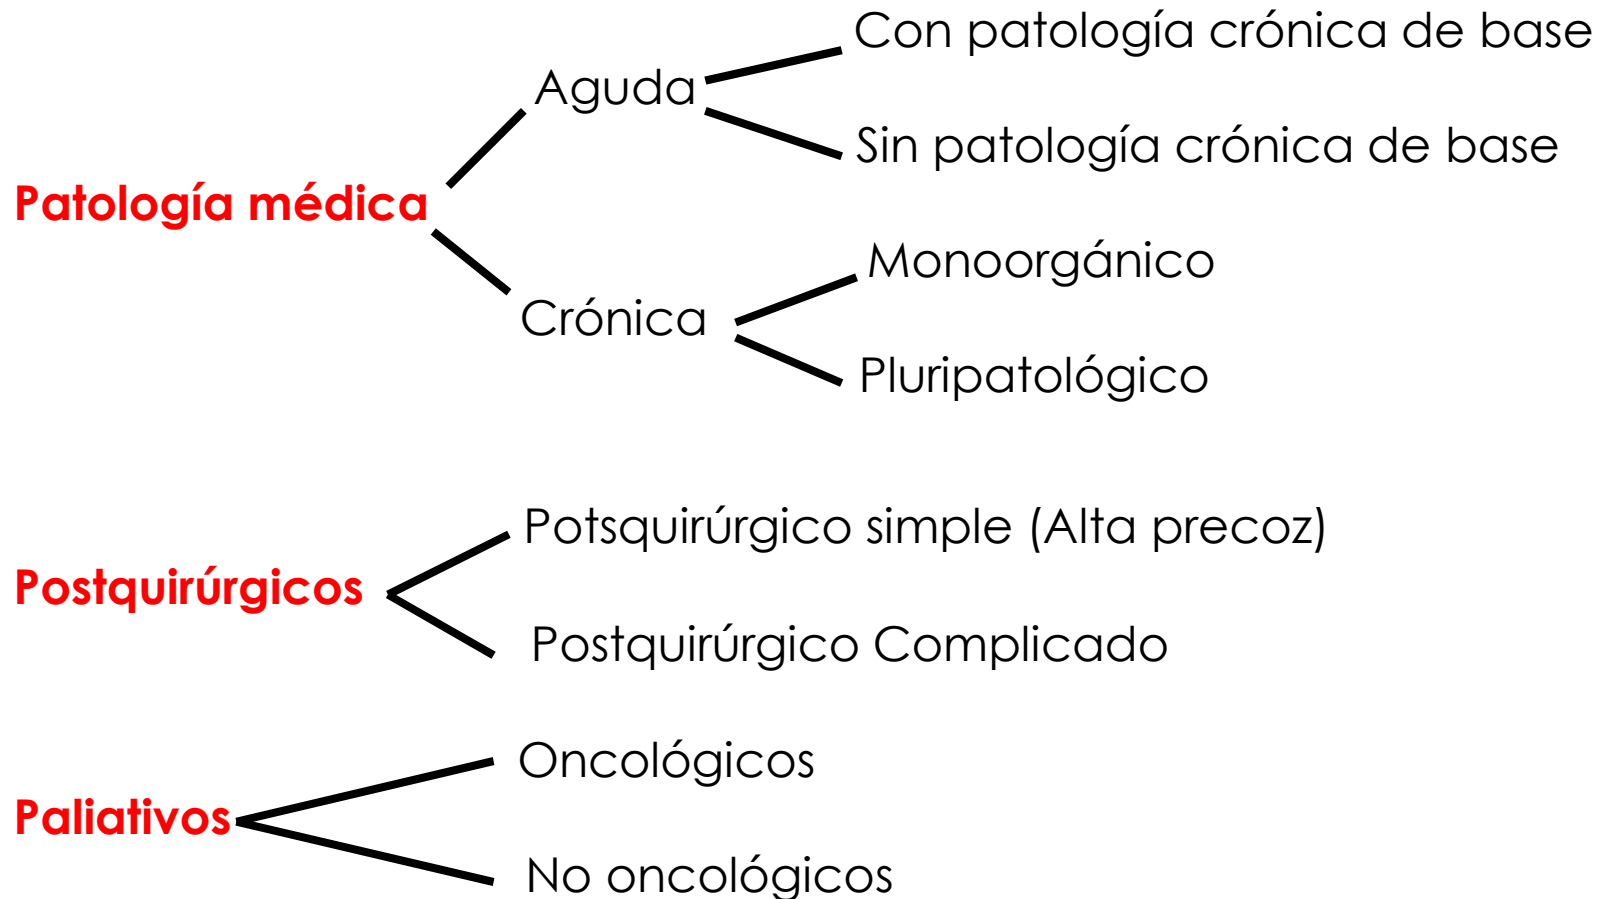 Con patología crónica de base
Aguda
Sin patología crónica de base
Patología médica
Monoorgánico
Crónica
Pluripatológico
Potsquirúrgico simple (Alta precoz)
Postquirúrgicos
Postquirúrgico Complicado
Oncológicos
Paliativos
No oncológicos